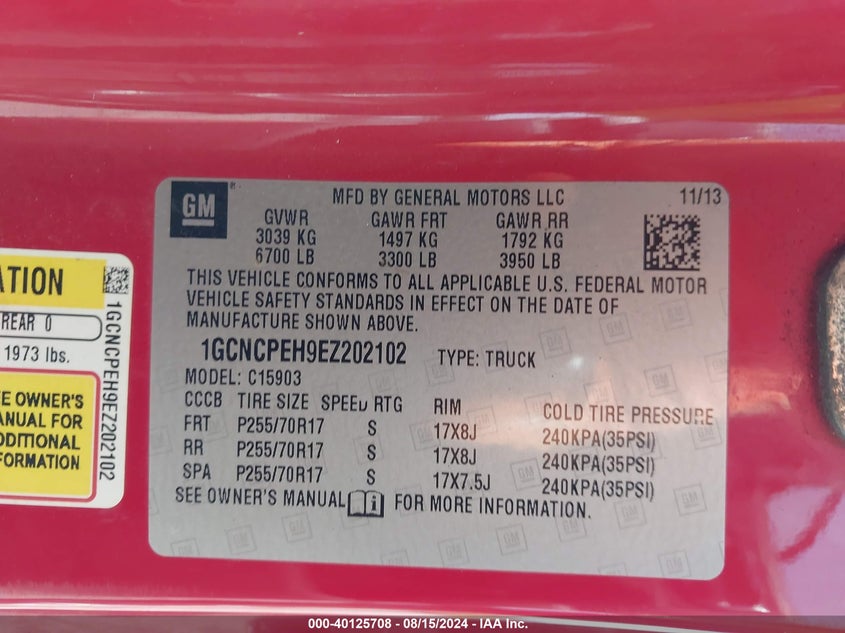 GM
MFD BY GENERAL MOTORS LLC 11/13
GVWR GAWR FRT GAWR RR
3039 KG 1497 KG 1792 KG
6700 LB 3300 LB 3950 LB
THIS VEHICLE CONFORMS TO ALL APPLICABLE U.S. FEDERAL MOTOR
VEHICLE SAFETY STANDARDS IN EFFECT ON THE DATE OF
MANUFACTURE SHOWN ABOVE.
1GCNCPEH9EZ202102 TYPE: TRUCK
MODEL: C15903
CCCB TIRE SIZE SPEED RTG RIM COLD TIRE PRESSURE
FRT P255/70R17 S 17X8J 240KPA(35PSI)
RR P255/70R17 S 17X8J 240KPA(35PSI)
SPA P255/70R17 S 17X7.5J 240KPA(35PSI)
SEE OWNER'S MANUAL i FOR MORE INFORMATION.
ATION
REAR 0
1973 lbs.
EE OWNER'S
ANUAL FOR
DDITIONAL
FORMATION
1GCNCPEH9EZ202102
000-40125708 - 08/15/2024 - IAA Inc.